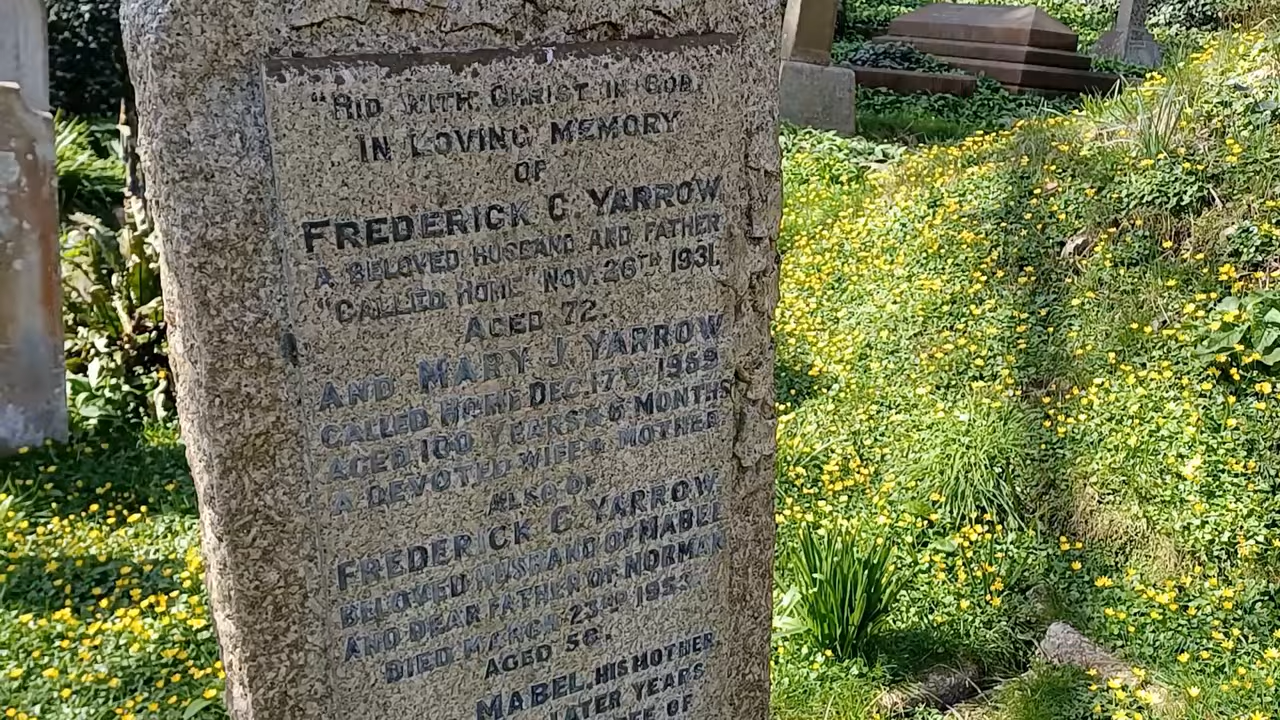 "HID WITH CHRIST IN GOD.
IN LOVING MEMORY
OF
FREDERICK C. YARROW
A BELOVED HUSBAND AND FATHER
"CALLED HOME" NOV. 26TH 1931.
AGED 72.
AND MARY J. YARROW
CALLED HOME DEC. 17TH 1959
AGED 100 YEARS & 6 MONTHS
A DEVOTED WIFE & MOTHER
ALSO OF
FREDERICK C. YARROW
BELOVED HUSBAND OF MABEL
AND DEAR FATHER OF NORMAN
DIED MARCH 23RD 1953
AGED 56.
MABEL, HIS MOTHER
LATER YEARS
OF